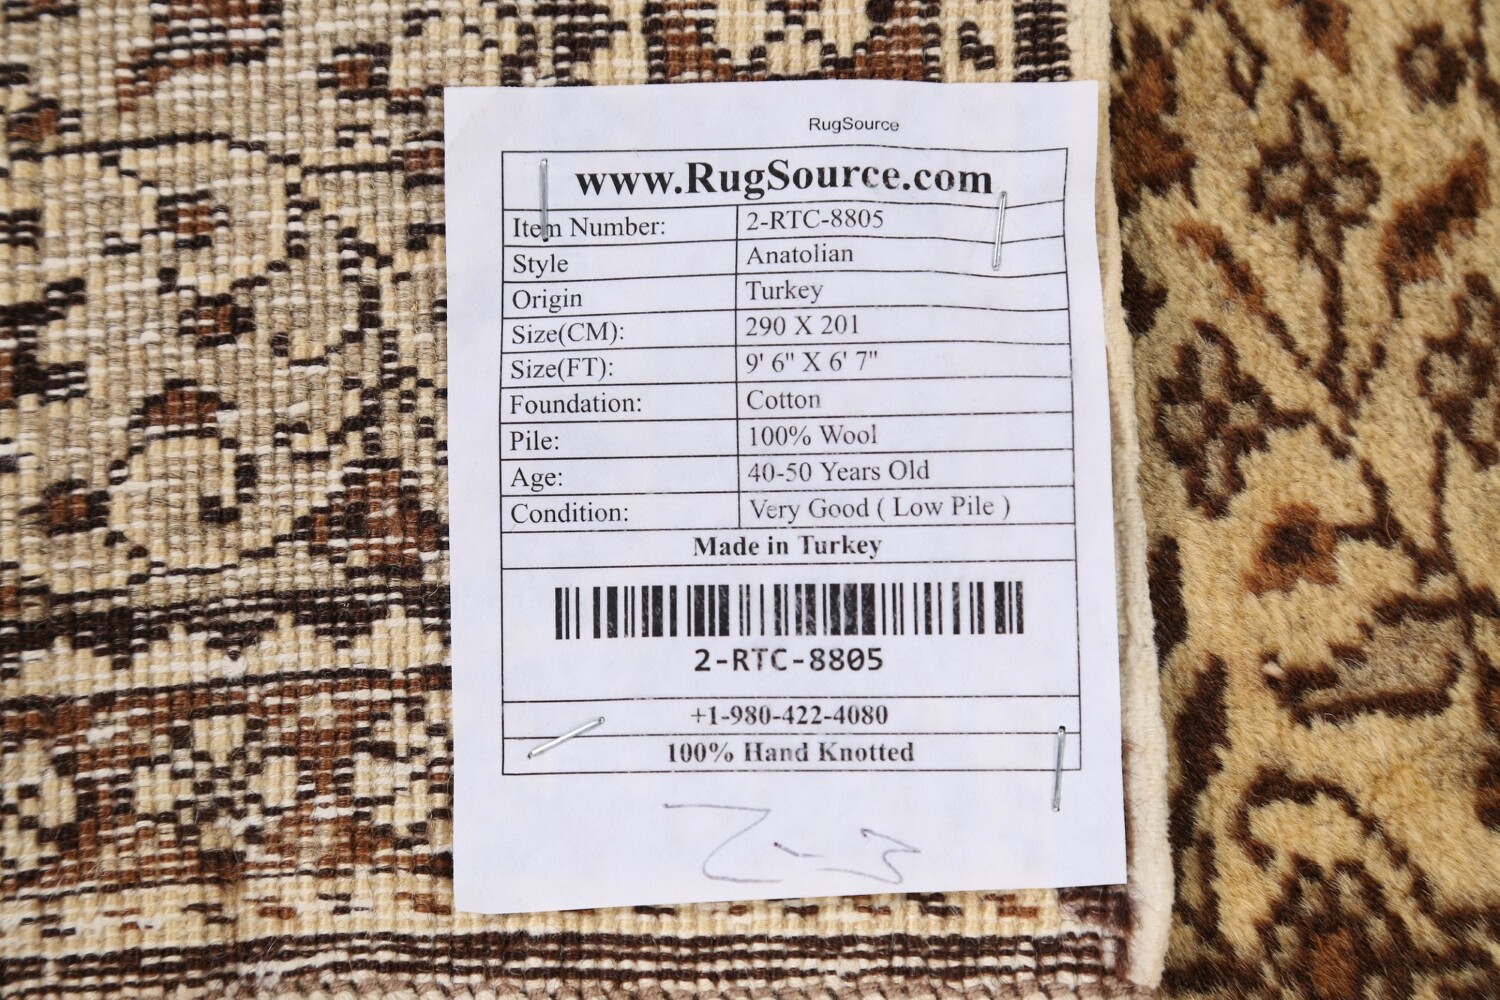 RugSource
www.RugSource.com
Item Number: 2-RTC-8805
Style Anatolian
Origin Turkey
Size(CM): 290 X 201
Size(FT): 9' 6" X 6' 7"
Foundation: Cotton
Pile: 100% Wool
Age: 40-50 Years Old
Condition: Very Good ( Low Pile )
Made in Turkey
2-RTC-8805
+1-980-422-4080
100% Hand Knotted